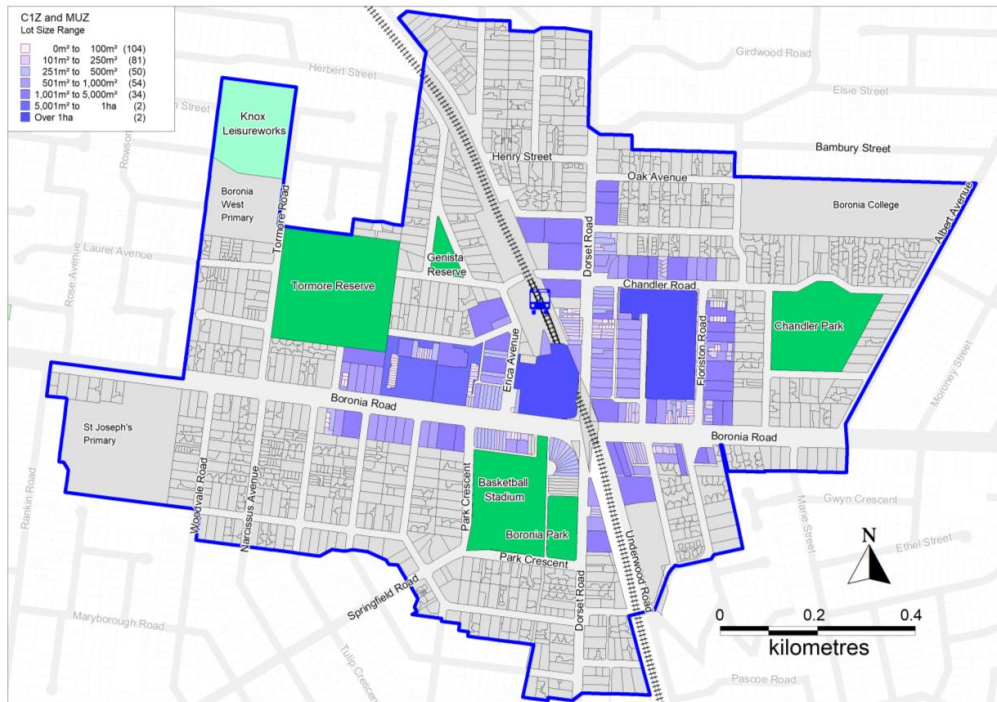 C1Z and MUZ
Lot Size Range
0m² to 100m² (104)
101m² to 250m² (81)
251m² to 500m² (50)
501m² to 1,000m² (54)
1,001m² to 5,000m² (34)
5,001m² to 1ha (2)
Over 1ha (2)
Girdwood Road
Herbert Street
Elsie Street
Knox
Leisureworks
Rowson
Bambury Street
Henry Street
Oak Avenue
Boronia
West
Primary
Tormore Road
Boronia College
Albert Avenue
Dorset Road
Laurel Avenue
Rose Avenue
Genista
Reserve
Tormore Reserve
Chandler Road
Chandler Park
Floriston Road
Erica Avenue
Moroney Street
Boronia Road
St Joseph's
Primary
Boronia Road
Rankin Road
Woodvale Road
Narcissus Avenue
Park Crescent
Basketball
Stadium
Boronia Park
Gwyn Crescent
Marie Street
Ethel Street
Park Crescent
Underwood Road
Springfield Road
Dorset Road
Maryborough Road
Tulip Crescent
Pascoe Road
N
0 0.2 0.4
kilometres